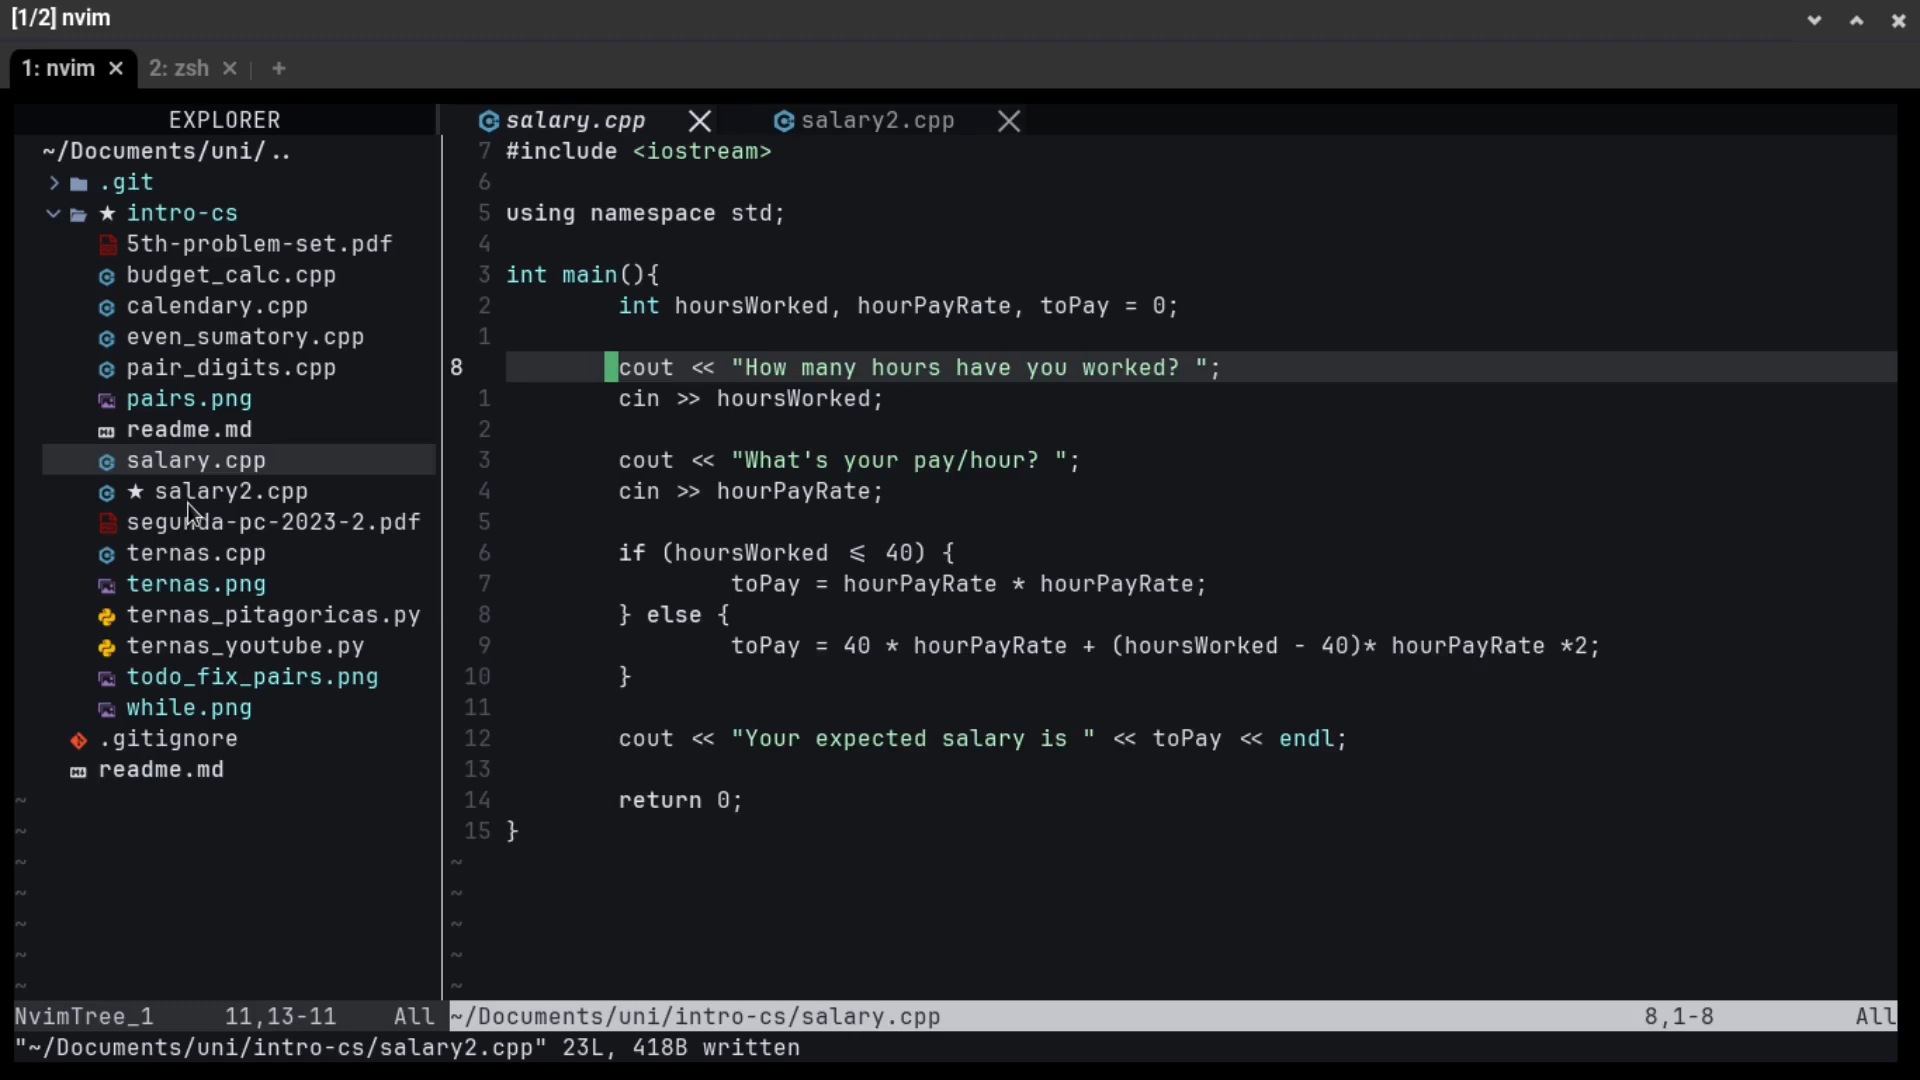 [1/2] nvim
1: nvim × 2: zsh × +
EXPLORER
~/Documents/uni/..
.git
★ intro-cs
5th-problem-set.pdf
budget_calc.cpp
calendary.cpp
even_sumatory.cpp
pair_digits.cpp
pairs.png
readme.md
salary.cpp
★ salary2.cpp
segunda-pc-2023-2.pdf
ternas.cpp
ternas.png
ternas_pitagoricas.py
ternas_youtube.py
todo_fix_pairs.png
while.png
.gitignore
readme.md
~
~
~
~
~
~
~
NvimTree_1 11,13-11 All
salary.cpp salary2.cpp
7 #include <iostream>
6
5 using namespace std;
4
3 int main(){
2 int hoursWorked, hourPayRate, toPay = 0;
1
8 cout << "How many hours have you worked? ";
1 cin >> hoursWorked;
2
3 cout << "What's your pay/hour? ";
4 cin >> hourPayRate;
5
6 if (hoursWorked <= 40) {
7 toPay = hourPayRate * hourPayRate;
8 } else {
9 toPay = 40 * hourPayRate + (hoursWorked - 40)* hourPayRate *2;
10 }
11
12 cout << "Your expected salary is " << toPay << endl;
13
14 return 0;
15 }
~
~
~
~
~
~/Documents/uni/intro-cs/salary.cpp 8,1-8 All
"~/Documents/uni/intro-cs/salary2.cpp" 23L, 418B written